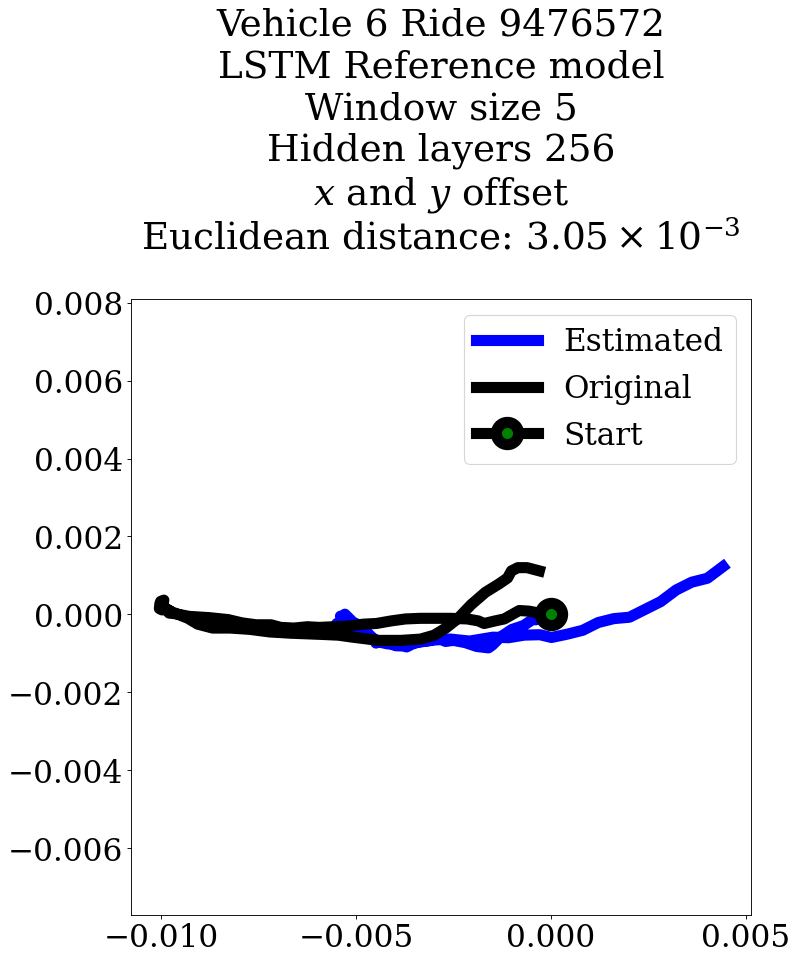 Vehicle 6 Ride 9476572
LSTM Reference model
Window size 5
Hidden layers 256
x and y offset
Euclidean distance: 3.05 × 10⁻³
Estimated
Original
Start
0.008
0.006
0.004
0.002
0.000
−0.002
−0.004
−0.006
−0.010 −0.005 0.000 0.005